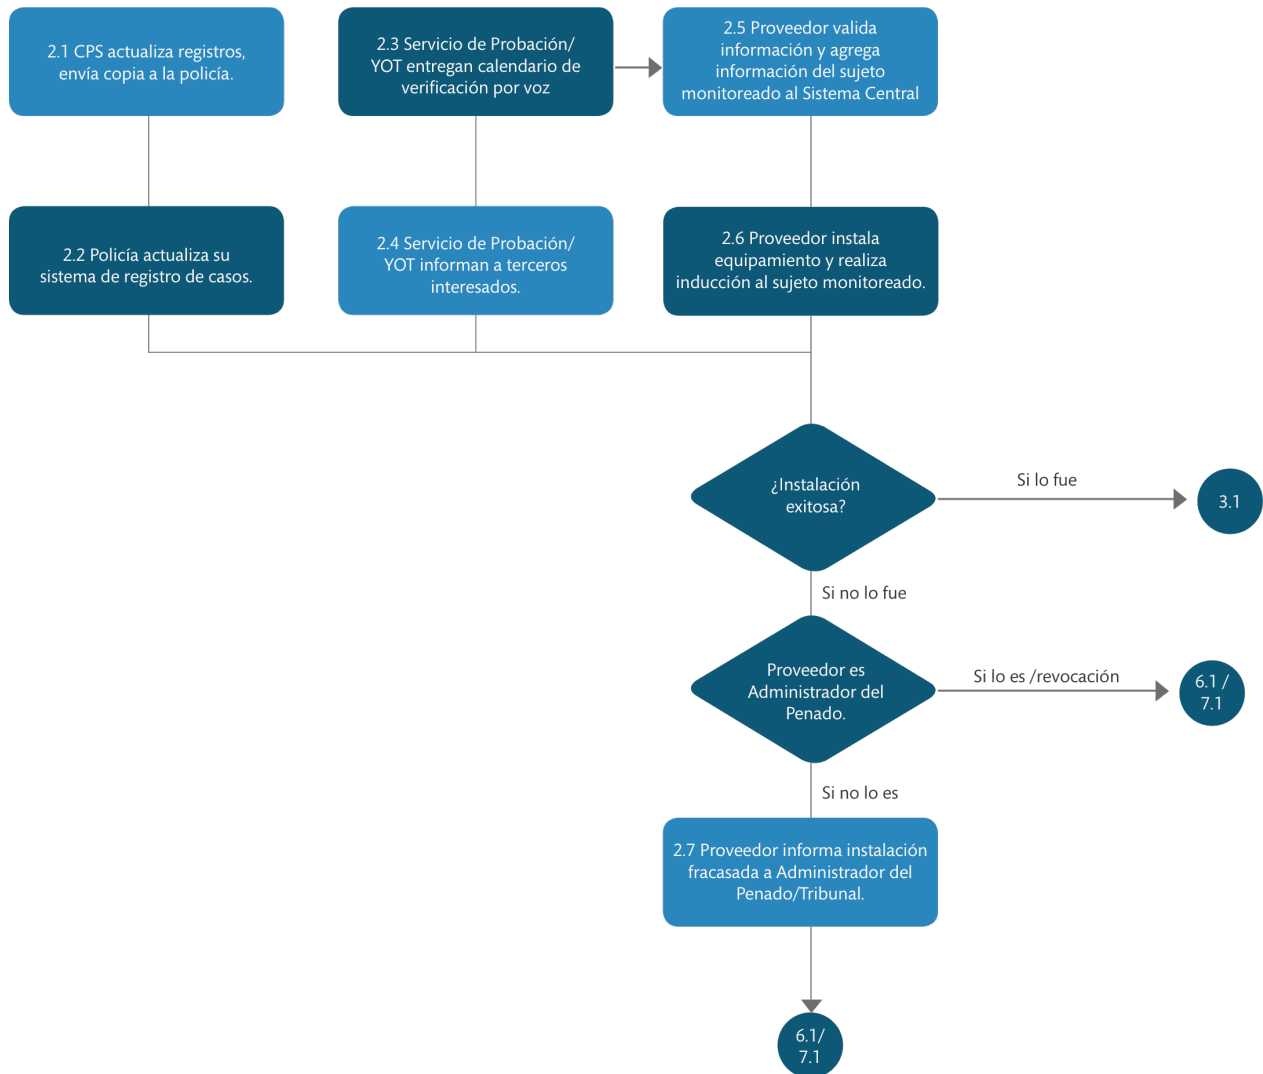 2.1 CPS actualiza registros,
envía copia a la policía.
2.3 Servicio de Probación/
YOT entregan calendario de
verificación por voz
2.5 Proveedor valida
información y agrega
información del sujeto
monitoreado al Sistema Central
2.2 Policía actualiza su
sistema de registro de casos.
2.4 Servicio de Probación/
YOT informan a terceros
interesados.
2.6 Proveedor instala
equipamiento y realiza
inducción al sujeto monitoreado.
¿Instalación
exitosa?
Si lo fue
3.1
Si no lo fue
Proveedor es
Administrador del
Penado.
Si lo es /revocación
6.1 /
7.1
Si no lo es
2.7 Proveedor informa instalación
fracasada a Administrador del
Penado/Tribunal.
6.1/
7.1